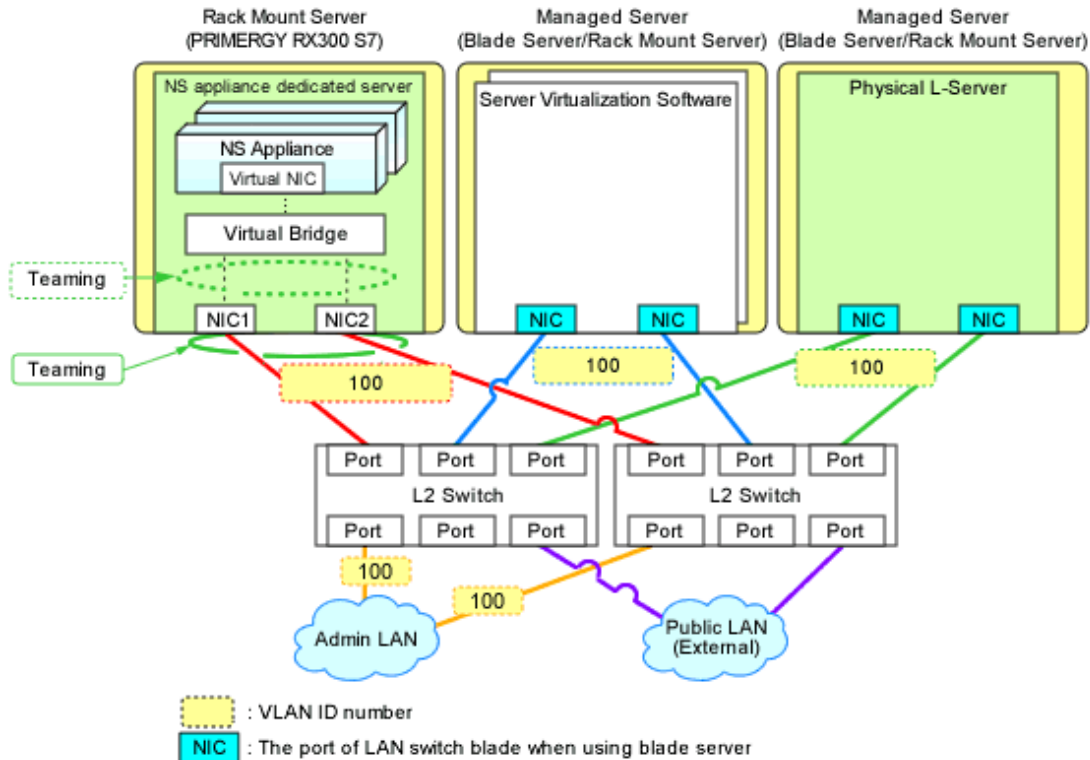 Rack Mount Server
(PRIMERGY RX300 S7)
Managed Server
(Blade Server/Rack Mount Server)
Managed Server
(Blade Server/Rack Mount Server)
NS appliance dedicated server
NS Appliance
Virtual NIC
Virtual Bridge
Teaming
NIC1
NIC2
Teaming
Server Virtualization Software
NIC
NIC
Physical L-Server
NIC
NIC
100
100
100
Port
Port
Port
L2 Switch
Port
Port
Port
Port
Port
Port
L2 Switch
Port
Port
Port
100
100
Admin LAN
Public LAN
(External)
: VLAN ID number
NIC : The port of LAN switch blade when using blade server